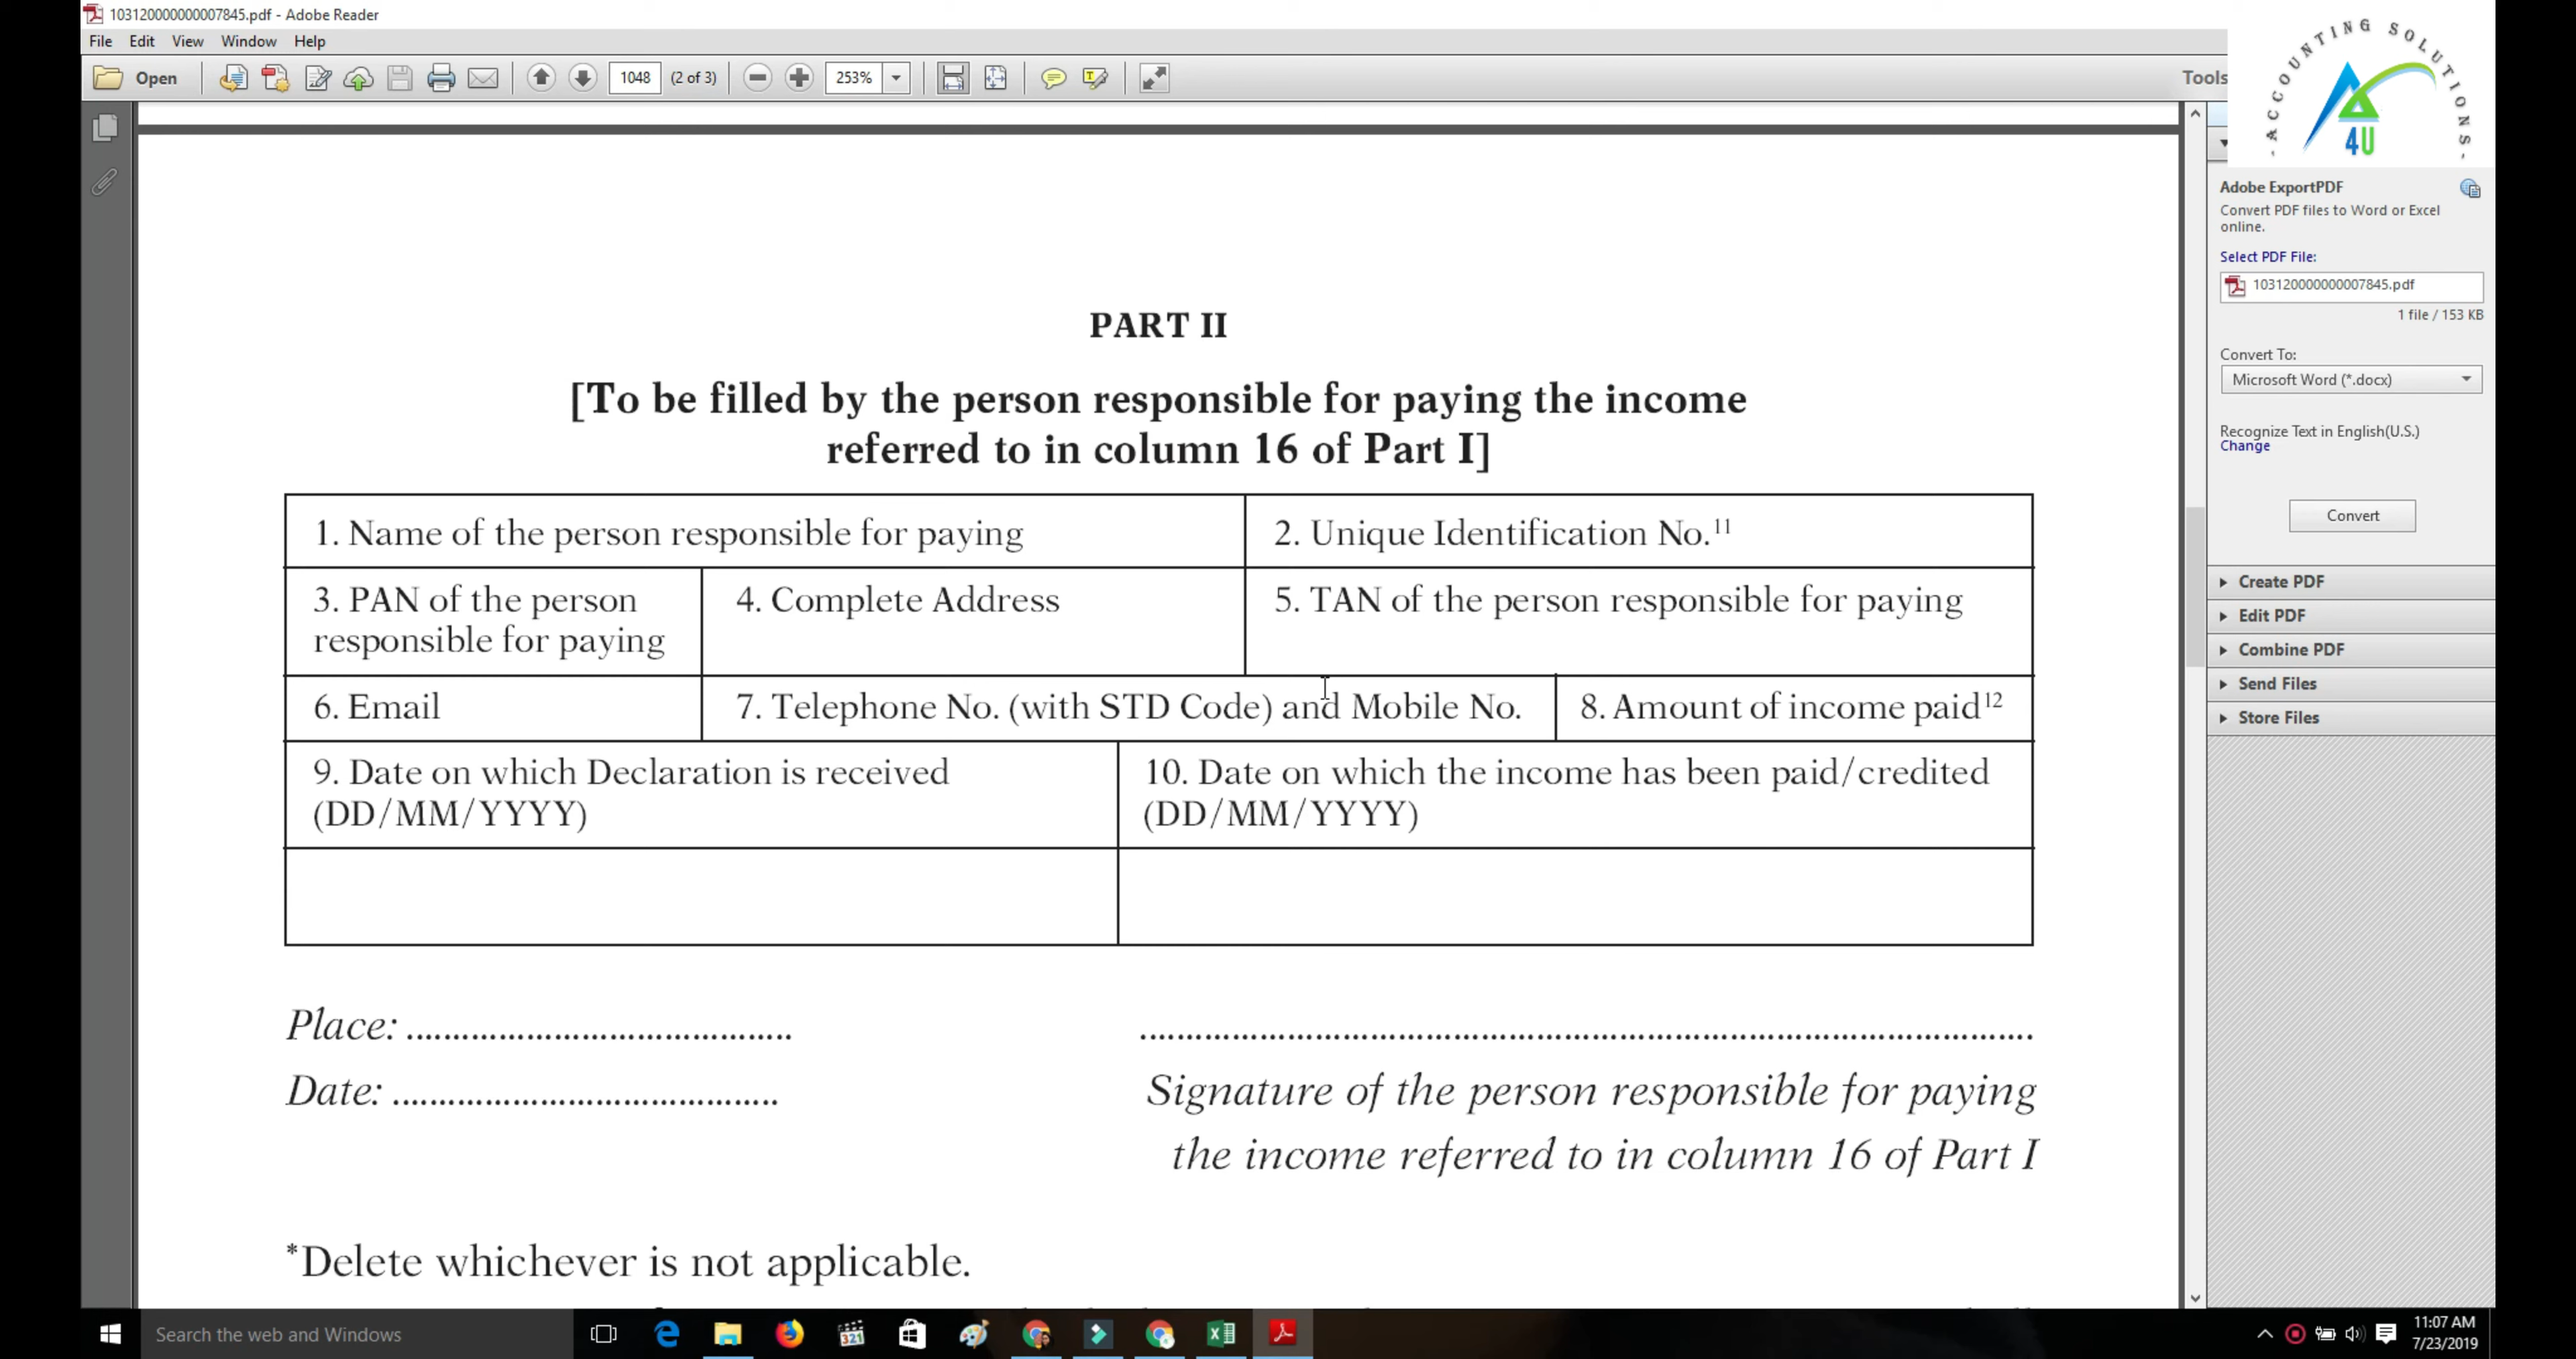 103120000000007845.pdf - Adobe Reader
File Edit View Window Help
Open 1048 (2 of 3) 253% Tools
ACCOUNTING SOLUTIONS
4U
PART II
[To be filled by the person responsible for paying the income
referred to in column 16 of Part I]
1. Name of the person responsible for paying
2. Unique Identification No.11
3. PAN of the person
responsible for paying
4. Complete Address
5. TAN of the person responsible for paying
6. Email
7. Telephone No. (with STD Code) and Mobile No.
8. Amount of income paid12
9. Date on which Declaration is received
(DD/MM/YYYY)
10. Date on which the income has been paid/credited
(DD/MM/YYYY)
Place: ..........................................
Date: ..........................................
.................................................................................................
Signature of the person responsible for paying
the income referred to in column 16 of Part I
*Delete whichever is not applicable.
Adobe ExportPDF
Convert PDF files to Word or Excel
online.
Select PDF File:
103120000000007845.pdf
1 file / 153 KB
Convert To:
Microsoft Word (*.docx)
Recognize Text in English(U.S.)
Change
Convert
Create PDF
Edit PDF
Combine PDF
Send Files
Store Files
Search the web and Windows
321
11:07 AM
7/23/2019